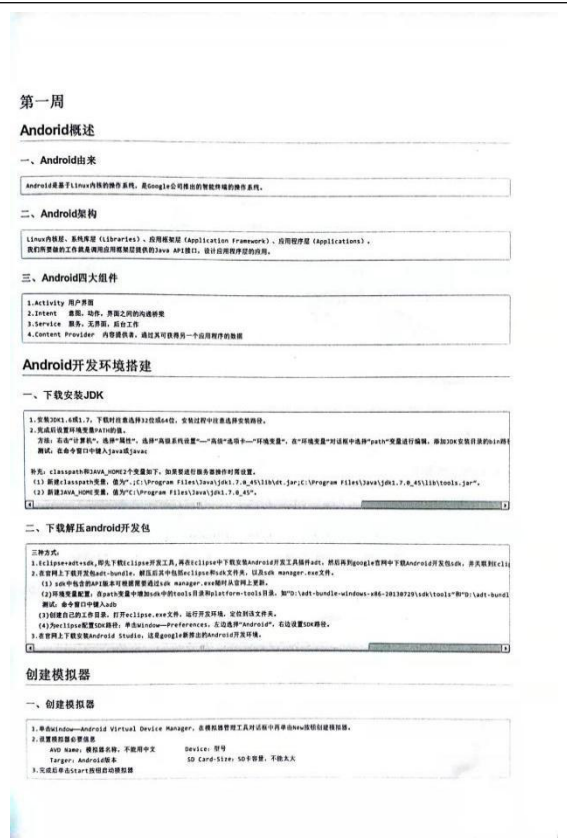 第一周
Andorid概述
一、Android由来
Android是基于Linux内核的操作系统，是Google公司推出的智能终端的操作系统。
二、Android架构
Linux内核层、系统库层（Libraries）、应用框架层（Application Framework）、应用程序层（Applications）。
我们所要做的工作就是调用应用框架层提供的Java API接口，设计应用程序层的应用。
三、Android四大组件
1.Activity 用户界面
2.Intent 意图，动作，界面之间的沟通桥梁
3.Service 服务，无界面，后台工作
4.Content Provider 内容提供者，通过其可获得另一个应用程序的数据
Android开发环境搭建
一、下载安装JDK
1.安装JDK1.6或1.7，下载时注意选择32位或64位，安装过程中注意选择安装路径。
2.完成后设置环境变量PATH的值。
方法：右击"计算机"，选择"属性"，选择"高级系统设置"—"高级"选项卡—"环境变量"，在"环境变量"对话框中选择"path"变量进行编辑，添加JDK安装目录的bin路
测试：命令窗口中键入java或javac
补充：classpath和JAVA_HOME2个变量如下，如果要进行服务器操作时需设置。
（1）新建classpath变量，值为".;C:\Program Files\Java\jdk1.7.0_45\lib\dt.jar;C:\Program Files\Java\jdk1.7.0_45\lib\tools.jar"。
（2）新建JAVA_HOME变量，值为"C:\Program Files\Java\jdk1.7.0_45"。
二、下载解压android开发包
三种方式：
1.Eclipse+adt+sdk,即先下载Eclipse开发工具,再在Eclipse中下载安装Android开发工具插件adt，然后再到google官网中下载Android开发包sdk，并关联到Ecli
2.在官网上下载开发包adt-bundle，解压后其中包括eclipse和sdk文件夹，以及sdk manager.exe文件。
(1) sdk中包含的API版本可根据需要通过sdk manager.exe随时从官网上更新。
(2)环境变量配置：在path变量中增加sdk中的tools目录和platform-tools目录，如"D:\adt-bundle-windows-x86-20130729\sdk\tools"和"D:\adt-bundl
测试：命令窗口中键入adb
(3)创建自己的工作目录，打开eclipse.exe文件，运行开发环境，定位到该文件夹。
(4)为eclipse配置SDK路径：单击Window——Preferences，左边选择"Android"，右边设置SDK路径。
3.在官网上下载安装Android Studio，这是google新推出的Android开发环境。
创建模拟器
一、创建模拟器
1.单击window——Android Virtual Device Manager，在模拟器管理工具对话框中再单击New按钮创建模拟器。
2.设置模拟器必要信息
AVD Name：模拟器名称，不能用中文 Device：型号
Targer：Android版本 SD Card-Size：SD卡容量，不能太大
3.完成后单击Start按钮启动模拟器